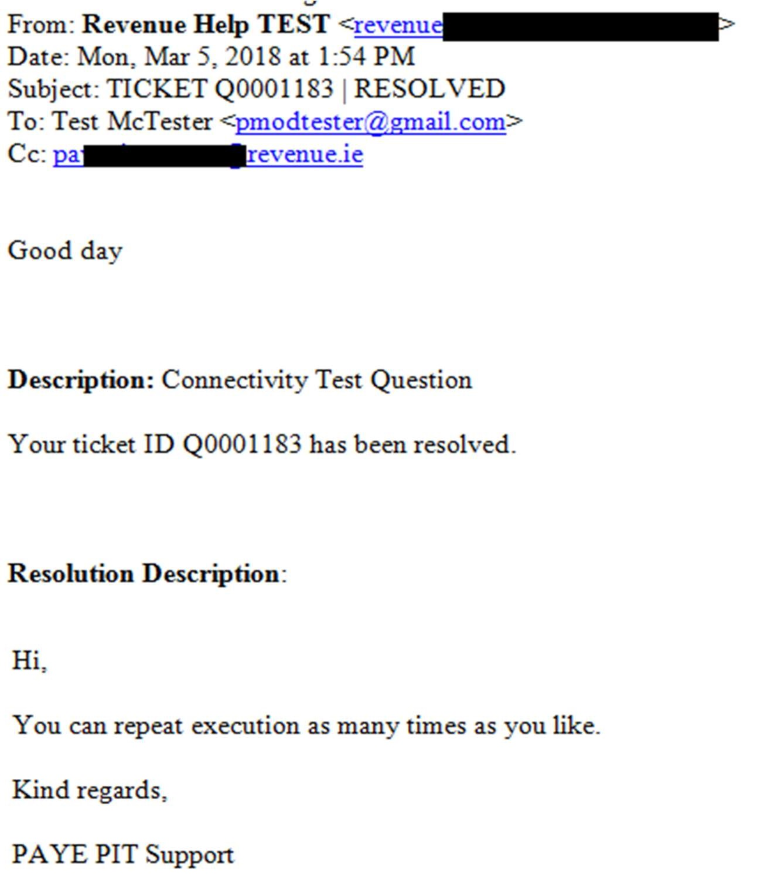 From: Revenue Help TEST <revenue >
Date: Mon, Mar 5, 2018 at 1:54 PM
Subject: TICKET Q0001183 | RESOLVED
To: Test McTester <pmodtester@gmail.com>
Cc: pa revenue.ie
Good day
Description: Connectivity Test Question
Your ticket ID Q0001183 has been resolved.
Resolution Description:
Hi,
You can repeat execution as many times as you like.
Kind regards,
PAYE PIT Support